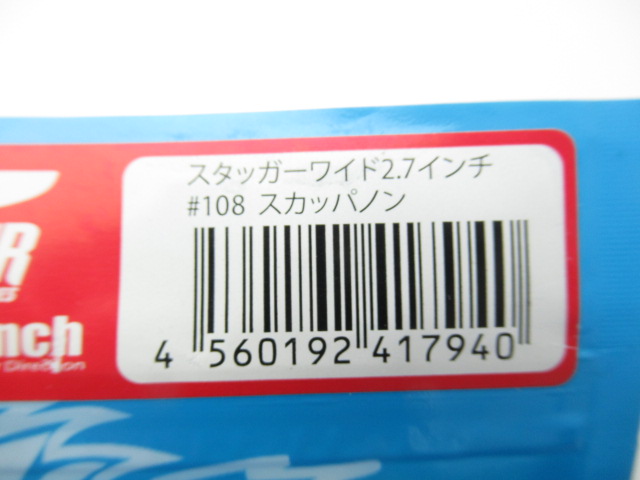 スタッガーワイド2.7インチ
#108 スカッパノン
4 560192 417940
R
nch
Direction